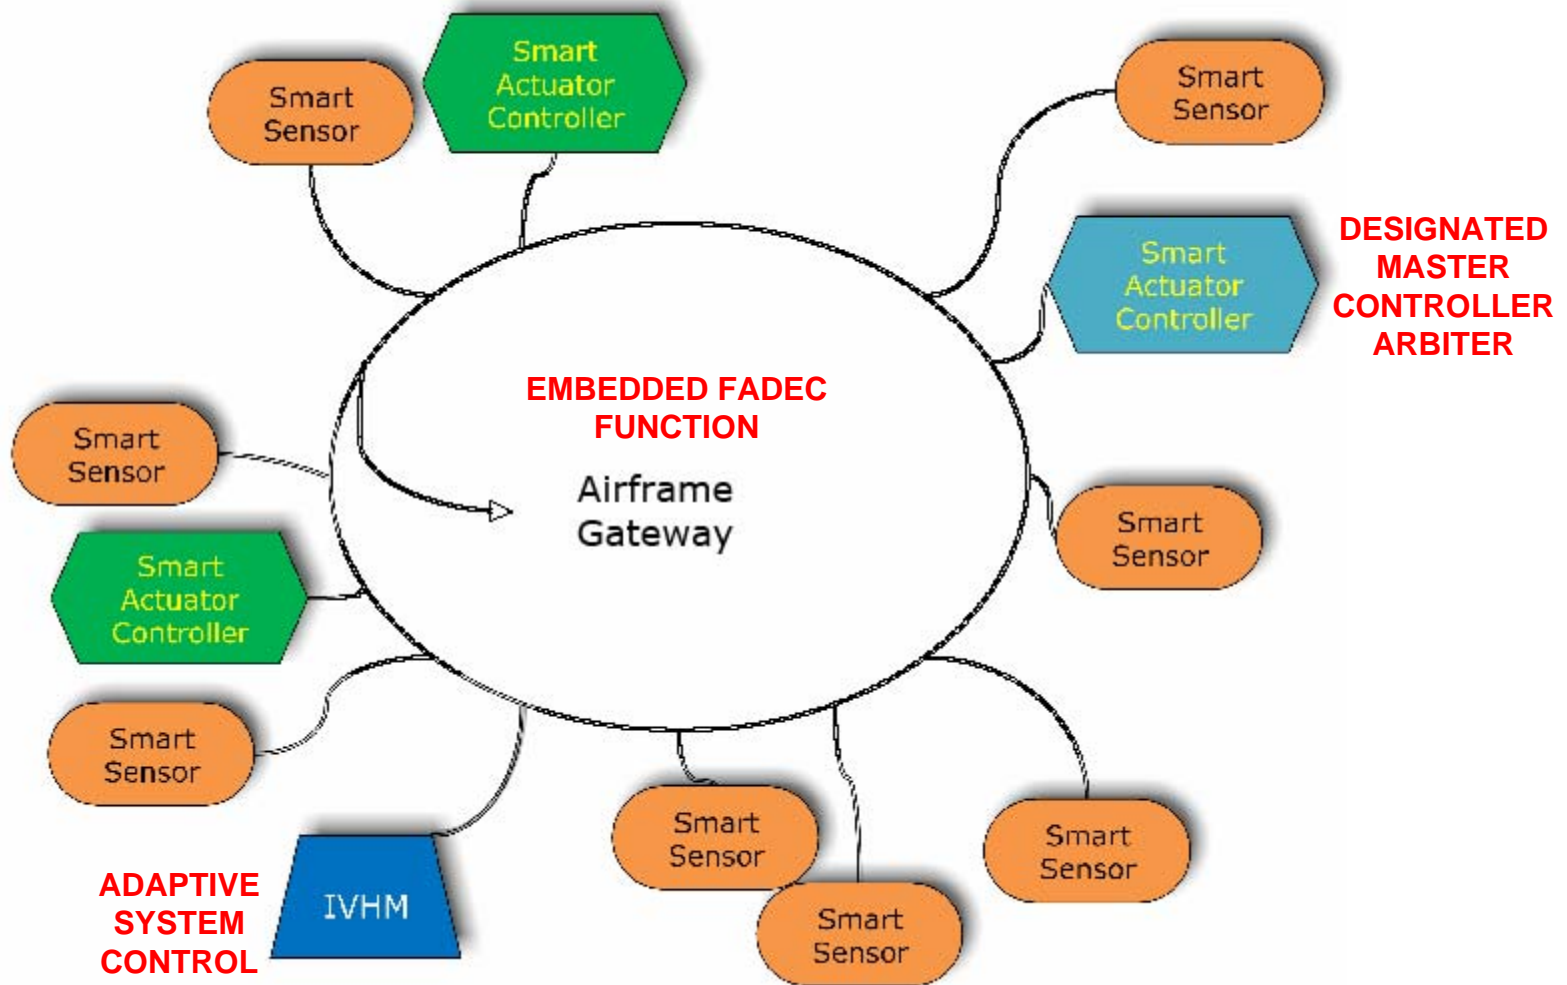 Smart
Sensor
Smart
Actuator
Controller
Smart
Sensor
Smart
Actuator
Controller
DESIGNATED
MASTER
CONTROLLER
ARBITER
EMBEDDED FADEC
FUNCTION
Airframe
Gateway
Smart
Sensor
Smart
Sensor
Smart
Actuator
Controller
Smart
Sensor
ADAPTIVE
SYSTEM
CONTROL
IVHM
Smart
Sensor
Smart
Sensor
Smart
Sensor